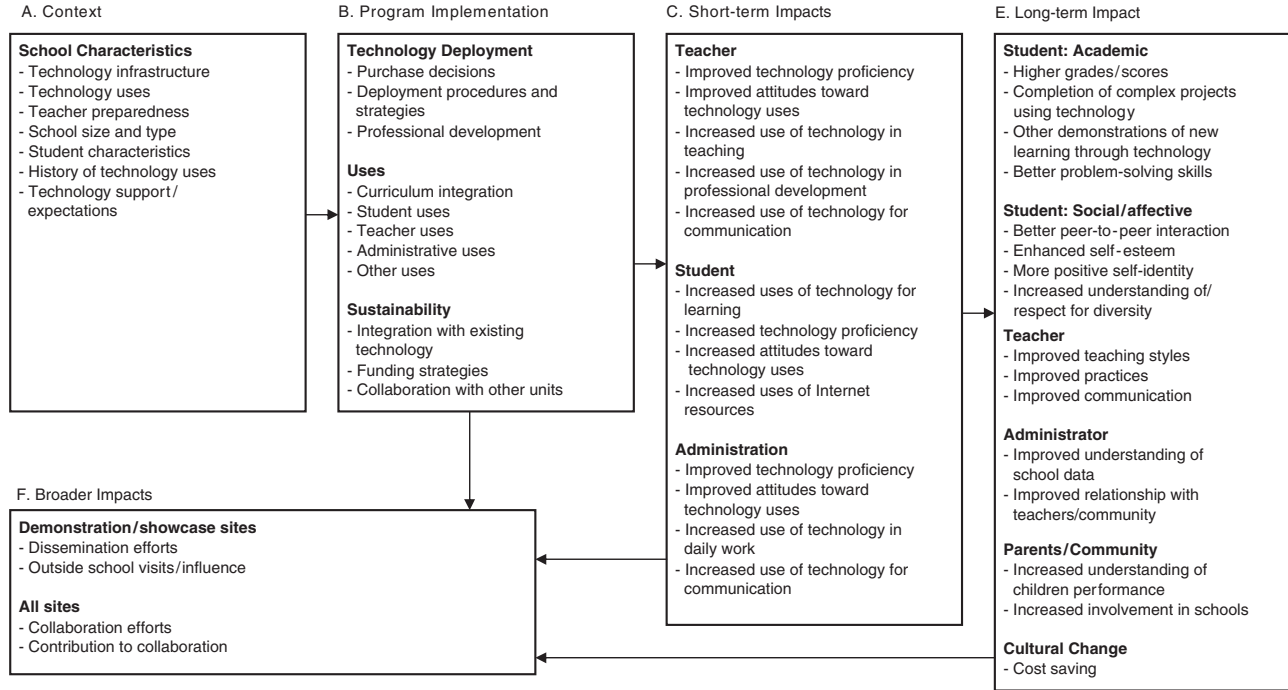 A. Context
School Characteristics
- Technology infrastructure
- Technology uses
- Teacher preparedness
- School size and type
- Student characteristics
- History of technology uses
- Technology support/
expectations
B. Program Implementation
Technology Deployment
- Purchase decisions
- Deployment procedures and
strategies
- Professional development
Uses
- Curriculum integration
- Student uses
- Teacher uses
- Administrative uses
- Other uses
Sustainability
- Integration with existing
technology
- Funding strategies
- Collaboration with other units
C. Short-term Impacts
Teacher
- Improved technology proficiency
- Improved attitudes toward
technology uses
- Increased use of technology in
teaching
- Increased use of technology in
professional development
- Increased use of technology for
communication
Student
- Increased uses of technology for
learning
- Increased technology proficiency
- Increased attitudes toward
technology uses
- Increased uses of Internet
resources
Administration
- Improved technology proficiency
- Improved attitudes toward
technology uses
- Increased use of technology in
daily work
- Increased use of technology for
communication
E. Long-term Impact
Student: Academic
- Higher grades/scores
- Completion of complex projects
using technology
- Other demonstrations of new
learning through technology
- Better problem-solving skills
Student: Social/affective
- Better peer-to-peer interaction
- Enhanced self-esteem
- More positive self-identity
- Increased understanding of/
respect for diversity
Teacher
- Improved teaching styles
- Improved practices
- Improved communication
Administrator
- Improved understanding of
school data
- Improved relationship with
teachers/community
Parents/Community
- Increased understanding of
children performance
- Increased involvement in schools
Cultural Change
- Cost saving
F. Broader Impacts
Demonstration/showcase sites
- Dissemination efforts
- Outside school visits/influence
All sites
- Collaboration efforts
- Contribution to collaboration